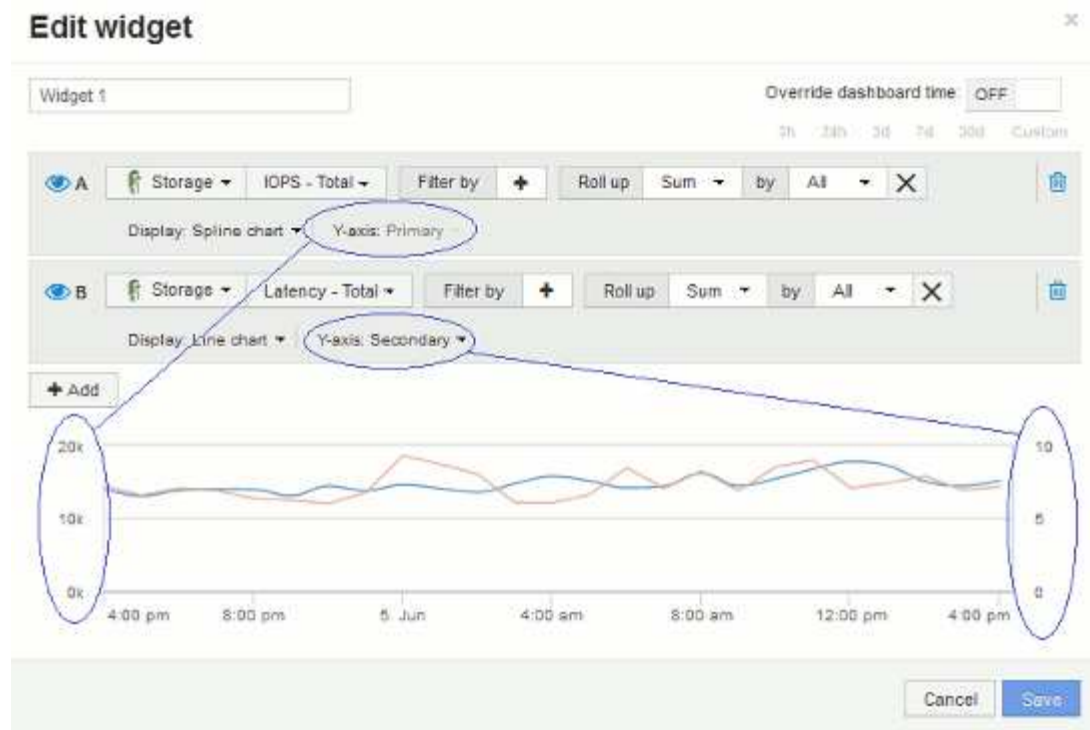 Edit widget
Widget 1
Override dashboard time OFF
3h 24h 3d 7d 30d Custom
A Storage IOPS - Total Filter by + Roll up Sum by All X
Display: Spline chart Y-axis: Primary
B Storage Latency - Total Filter by + Roll up Sum by All X
Display: Line chart Y-axis: Secondary
+ Add
20k 10
10k 5
0k 0
4:00 pm 8:00 pm 5. Jun 4:00 am 8:00 am 12:00 pm 4:00 pm
Cancel Save